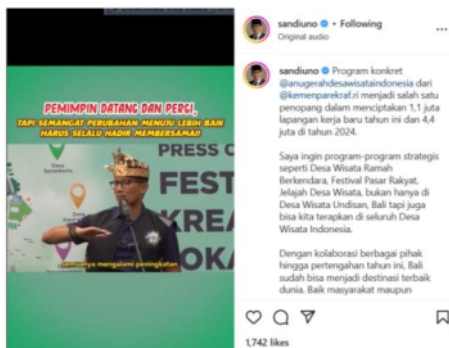 PEMIMPIN DATANG DAN PERGI,
TAPI SEMANGAT PERUBAHAN MENUJU LEBIH BAIK
HARUS SELALU HADIR MEMBERSAMAI!
Desa
PRESS C
FEST
KREA
OKA
semuanya mengalami peningkatan
sandiuno • Following
Original audio
sandiuno Program konkret
@anugerahdesawisataindonesia dari
@kemenparekraf.ri menjadi salah satu
penopang dalam menciptakan 1,1 juta
lapangan kerja baru tahun ini dan 4,4
juta di tahun 2024.
Saya ingin program-program strategis
seperti Desa Wisata Ramah
Berkendara, Festival Pasar Rakyat,
Jelajah Desa Wisata, bukan hanya di
Desa Wisata Undisan, Bali tapi juga
bisa kita terapkan di seluruh Desa
Wisata Indonesia.
Dengan kolaborasi berbagai pihak
hingga pertengahan tahun ini, Bali
sudah bisa menjadi destinasi terbaik
dunia. Baik masyarakat maupun
1,742 likes